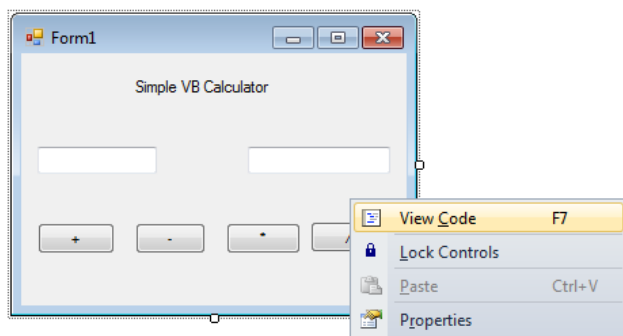 Form1
Simple VB Calculator
+ - * /
View Code F7
Lock Controls
Paste Ctrl+V
Properties